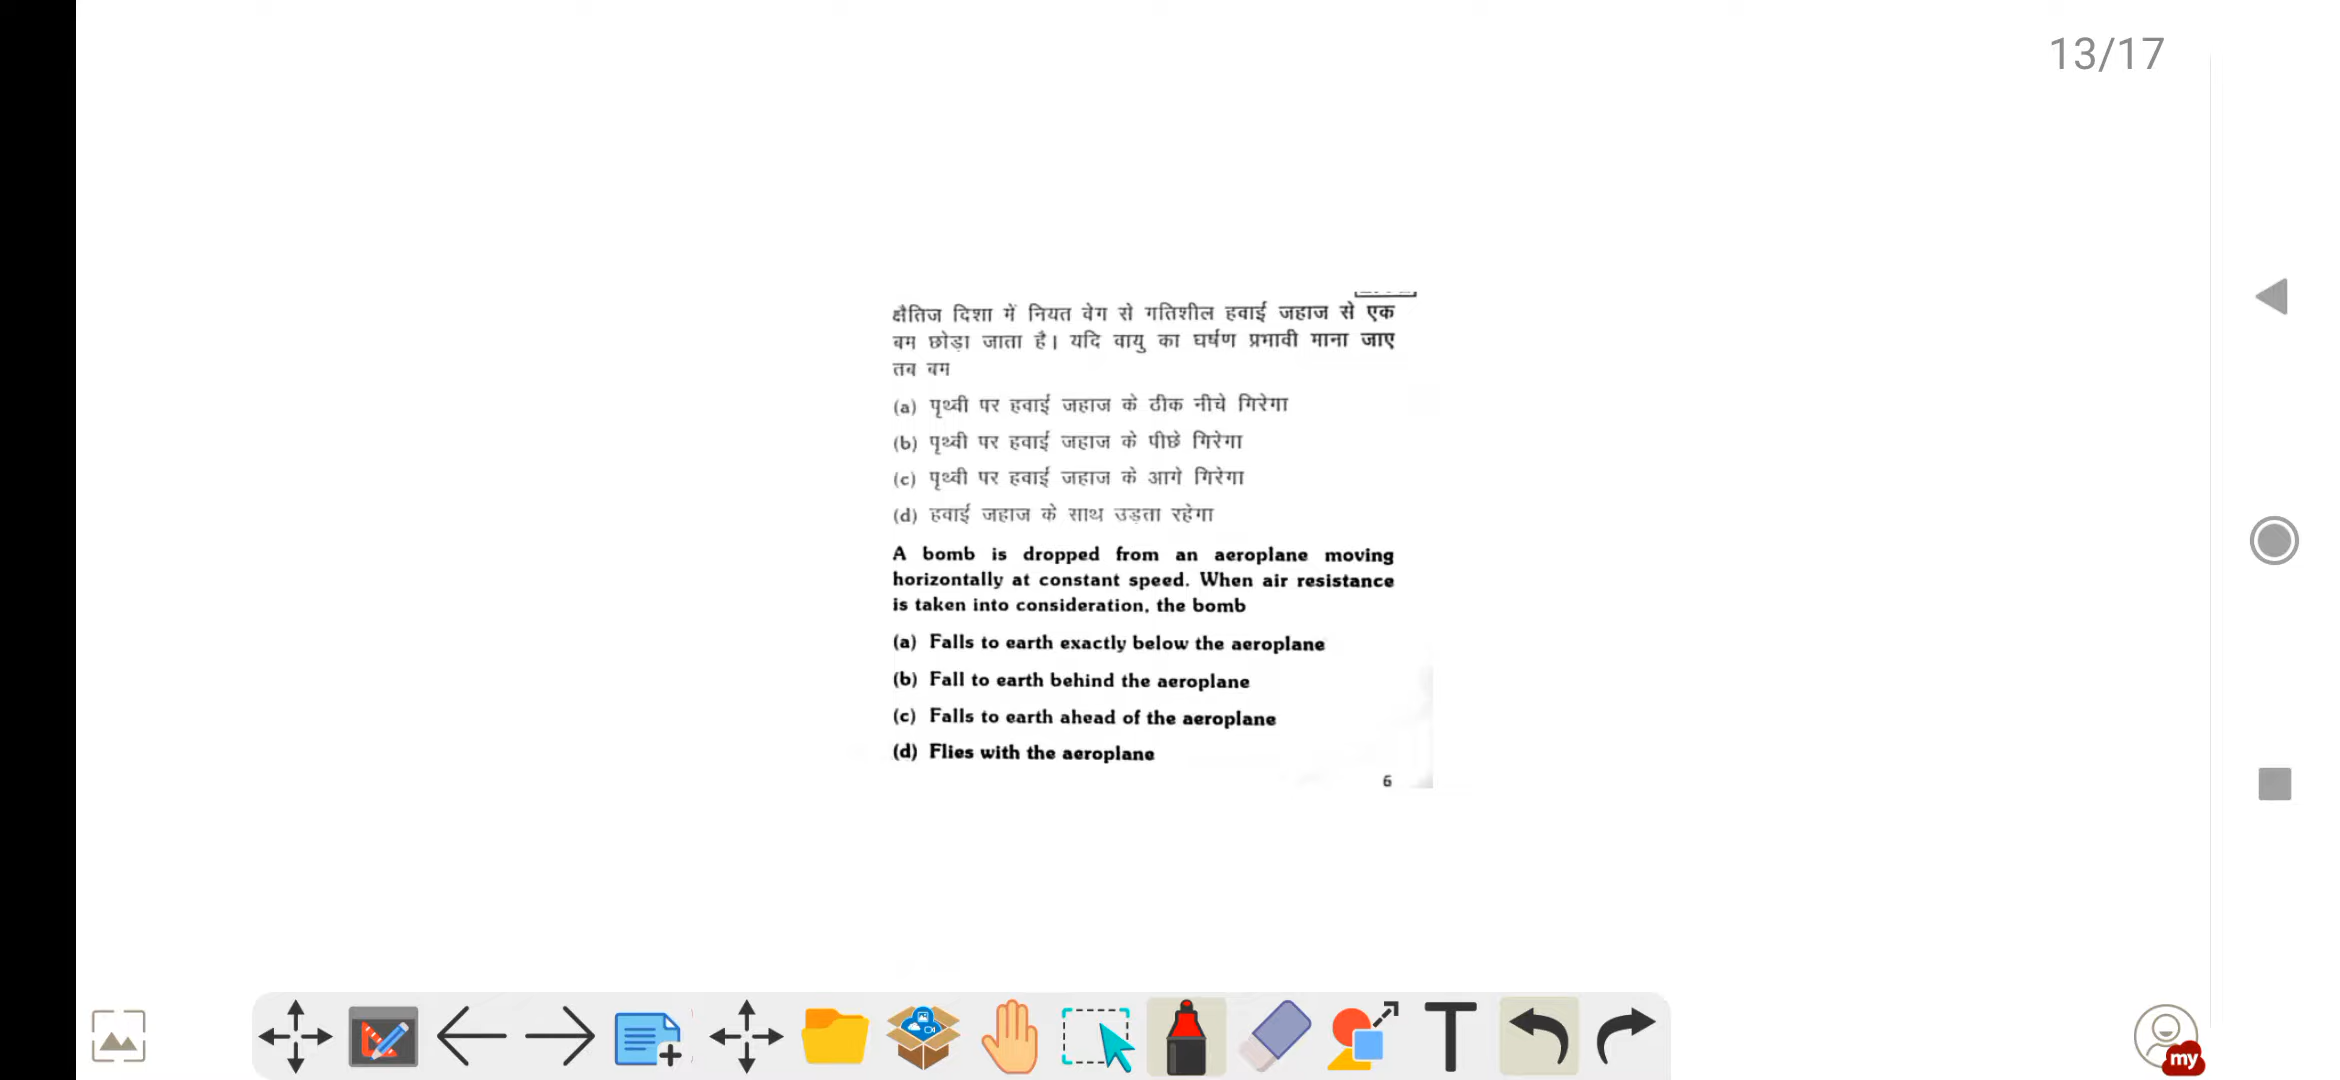 13/17
क्षैतिज दिशा में नियत वेग से गतिशील हवाई जहाज से एक
बम छोड़ा जाता है। यदि वायु का घर्षण प्रभावी माना जाए
तब बम
(a) पृथ्वी पर हवाई जहाज के ठीक नीचे गिरेगा
(b) पृथ्वी पर हवाई जहाज के पीछे गिरेगा
(c) पृथ्वी पर हवाई जहाज के आगे गिरेगा
(d) हवाई जहाज के साथ उड़ता रहेगा
A bomb is dropped from an aeroplane moving
horizontally at constant speed. When air resistance
is taken into consideration, the bomb
(a) Falls to earth exactly below the aeroplane
(b) Fall to earth behind the aeroplane
(c) Falls to earth ahead of the aeroplane
(d) Flies with the aeroplane
6
my